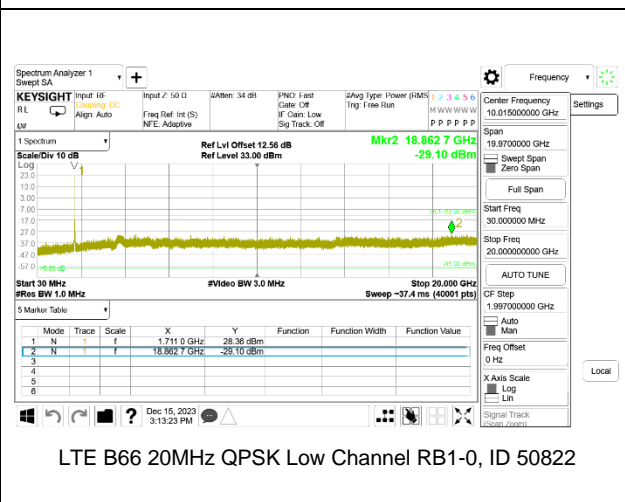 Spectrum Analyzer 1
Swept SA
KEYSIGHT
RL
Input: RF
Coupling: DC
Align: Auto
Input Z: 50 Ω
Freq Ref: Int (S)
NFE: Adaptive
#Atten: 34 dB
PNO: Fast
Gate: Off
IF Gain: Low
Sig Track: Off
#Avg Type: Power (RMS
Trig: Free Run
1 2 3 4 5 6
M W W W W W
P P P P P P
1 Spectrum
Scale/Div 10 dB
Ref Lvl Offset 12.56 dB
Ref Level 33.00 dBm
Mkr2 18.862 7 GHz
-29.10 dBm
Log
23.0
13.0
3.00
-7.00
-17.0
-27.0
-37.0
-47.0
-57.0
1
2
Start 30 MHz
#Res BW 1.0 MHz
#Video BW 3.0 MHz
Stop 20.000 GHz
Sweep ~37.4 ms (40001 pts)
5 Marker Table
Mode Trace Scale X Y Function Function Width Function Value
1 N 1 f 1.711 0 GHz 28.36 dBm
2 N 1 f 18.862 7 GHz -29.10 dBm
3
4
5
6
Dec 15, 2023
3:13:23 PM
Frequency
Settings
Center Frequency
10.015000000 GHz
Span
19.9700000 GHz
Swept Span
Zero Span
Full Span
Start Freq
30.000000 MHz
Stop Freq
20.000000000 GHz
AUTO TUNE
CF Step
1.997000000 GHz
Auto
Man
Freq Offset
0 Hz
X Axis Scale
Log
Lin
Signal Track
(Span Zoom)
Local
LTE B66 20MHz QPSK Low Channel RB1-0, ID 50822